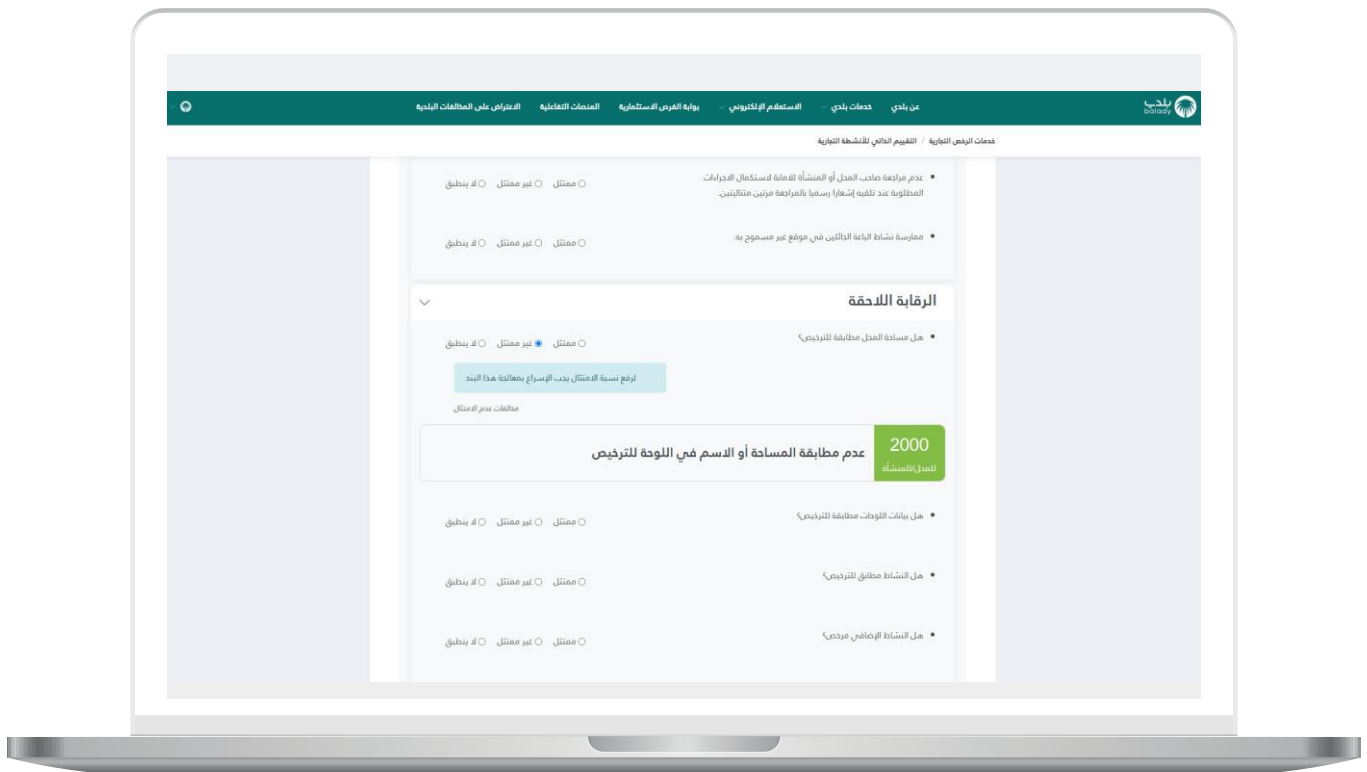 بلدي
balady
عن بلدي
خدمات بلدي
الاستعلام الإلكتروني
بوابة الفرص الاستثمارية
المنصات التفاعلية
الاعتراض على المخالفات البلدية
خدمات الرخص التجارية / التقييم الذاتي للأنشطة التجارية
عدم مراجعة صاحب المحل أو المنشأة للامانة لاستكمال الاجراءات
المطلوبة عند تلقيه إشعارا رسميا بالمراجعة مرتين متتاليتين.
ممتثل غير ممتثل لا ينطبق
ممارسة نشاط الباعة الجائلين في موقع غير مسموح به.
ممتثل غير ممتثل لا ينطبق
الرقابة اللاحقة
هل مساحة المحل مطابقة للترخيص؟
ممتثل غير ممتثل لا ينطبق
لرفع نسبة الامتثال يجب الإسراع بمعالجة هذا البند
مخالفات عدم الامتثال
2000
للمحل/للمنشأة
عدم مطابقة المساحة أو الاسم في اللوحة للترخيص
هل بيانات اللوحات مطابقة للترخيص؟
ممتثل غير ممتثل لا ينطبق
هل النشاط مطابق للترخيص؟
ممتثل غير ممتثل لا ينطبق
هل النشاط الإضافي مرخص؟
ممتثل غير ممتثل لا ينطبق